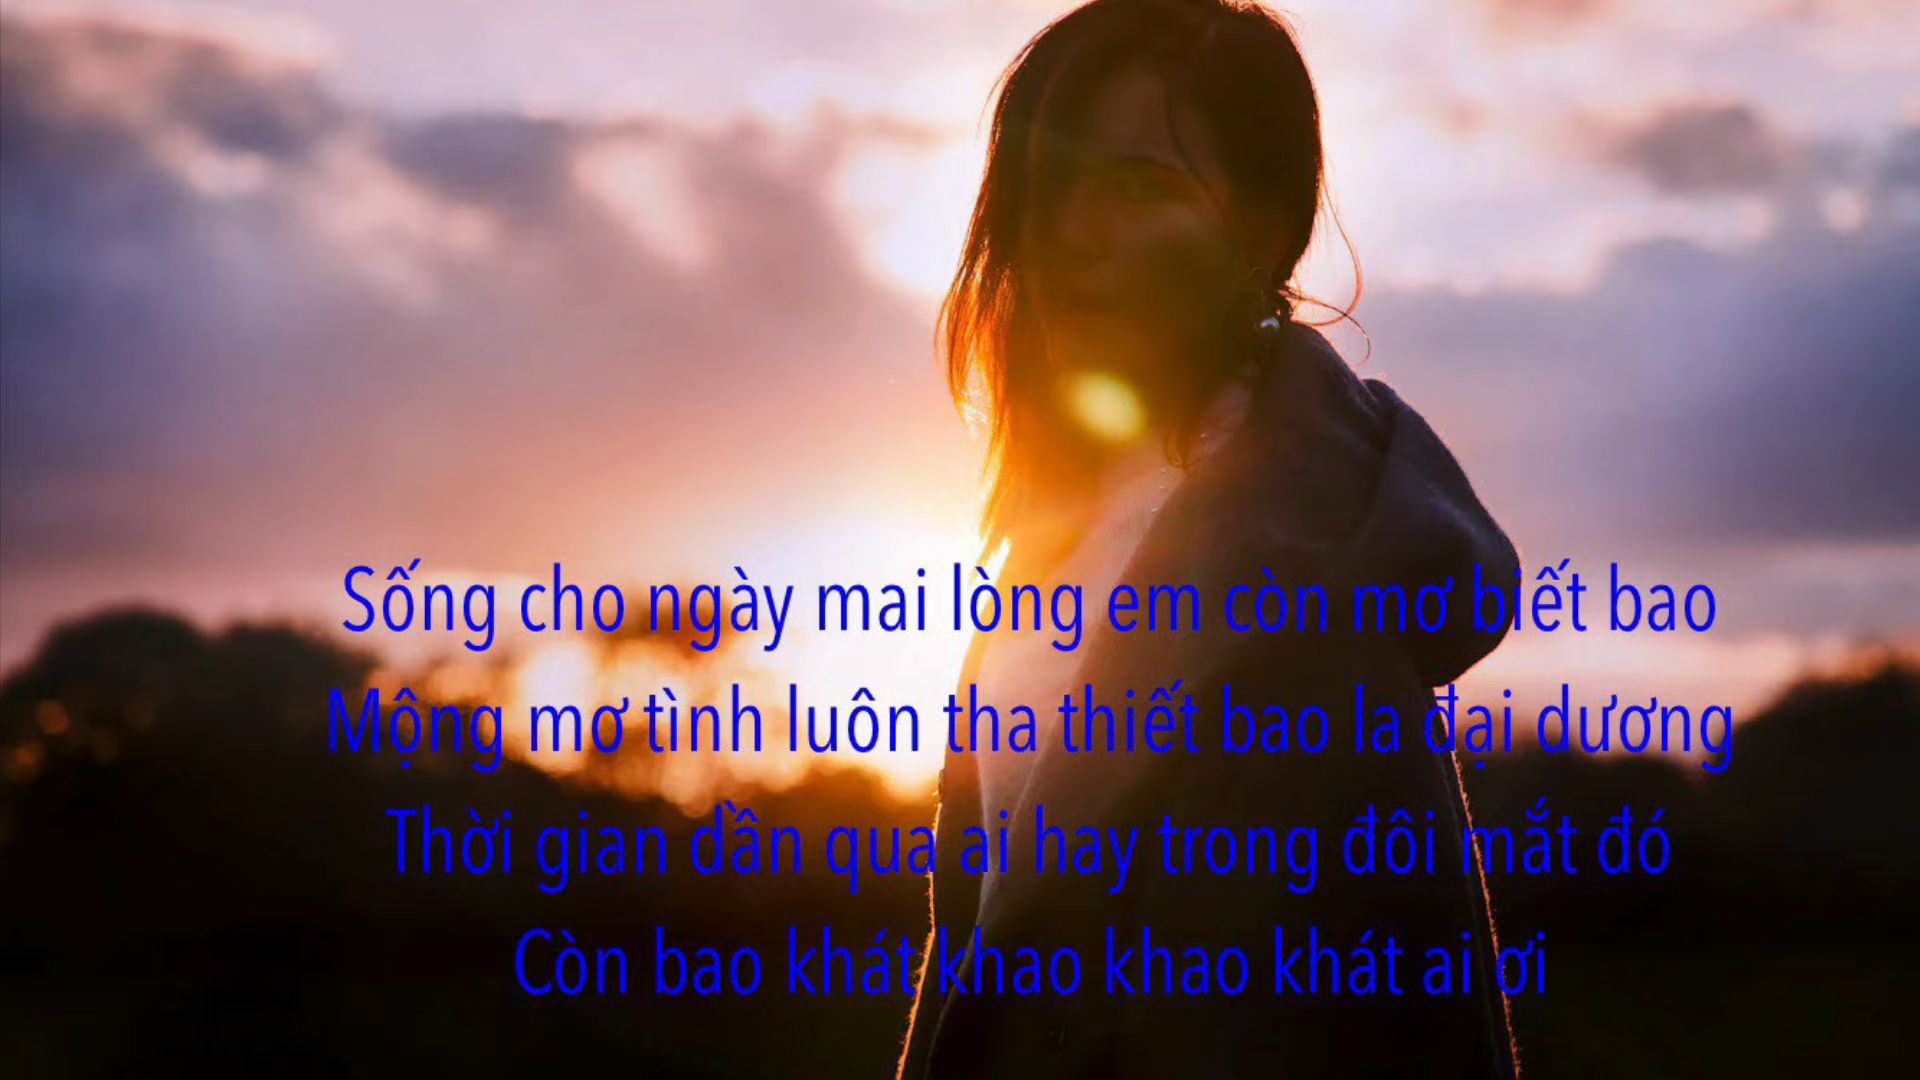 Sống cho ngày mai lòng em còn mơ biết bao
Mộng mơ tình luôn tha thiết bao la đại dương
Thời gian dần qua ai hay trong đôi mắt đó
Còn bao khát khao khao khát ai ơi